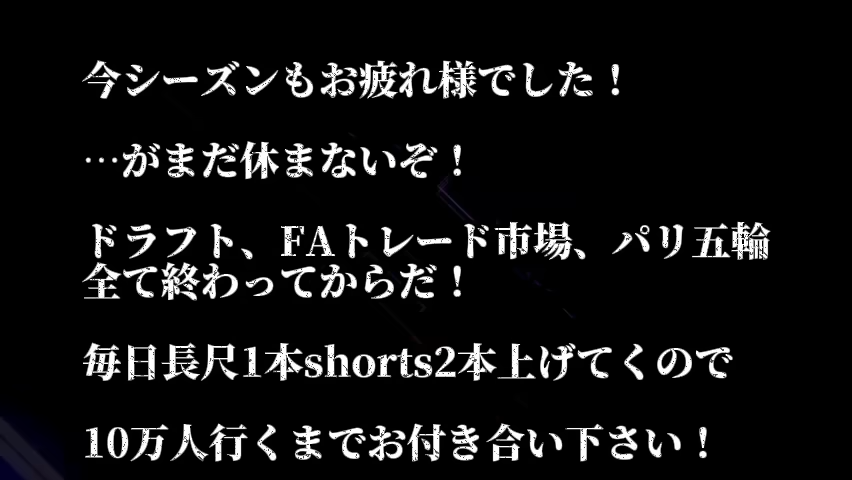 今シーズンもお疲れ様でした！
…がまだ休まないぞ！
ドラフト、FAトレード市場、パリ五輪
全て終わってからだ！
毎日長尺1本shorts2本上げてくので
10万人行くまでお付き合い下さい！